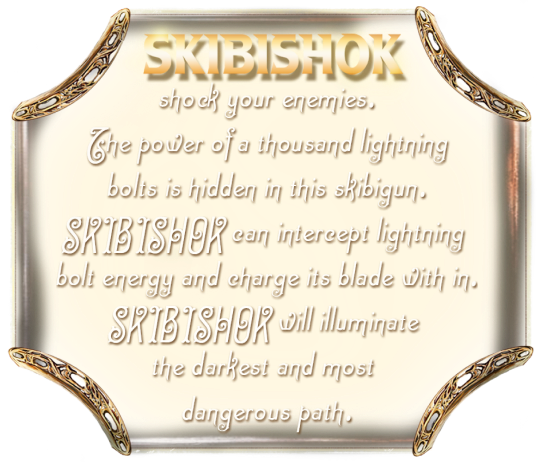 SKIBISHOK
shock your enemies.
The power of a thousand lightning
bolts is hidden in this skibigun.
SKIBISHOK can intercept lightning
bolt energy and charge its blade with in.
SKIBISHOK will illuminate
the darkest and most
dangerous path.